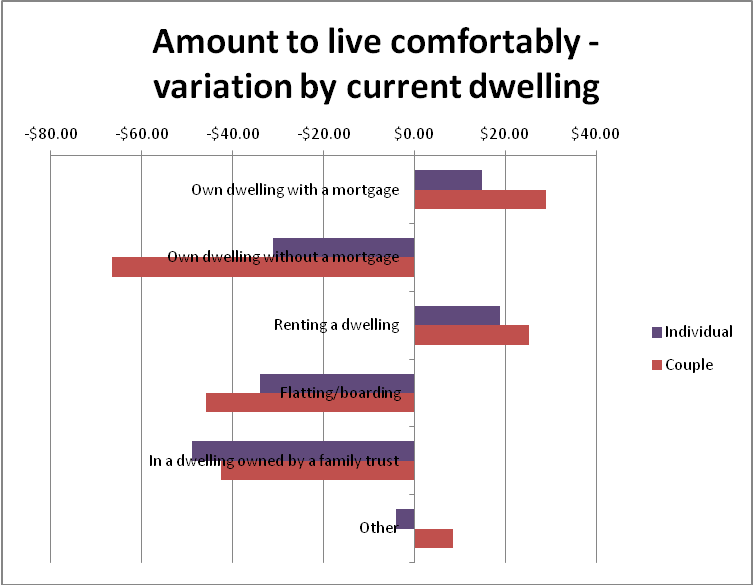 Amount to live comfortably -
variation by current dwelling
-$80.00 -$60.00 -$40.00 -$20.00 $0.00 $20.00 $40.00
Own dwelling with a mortgage
Own dwelling without a mortgage
Renting a dwelling
Flatting/boarding
In a dwelling owned by a family trust
Other
Individual
Couple